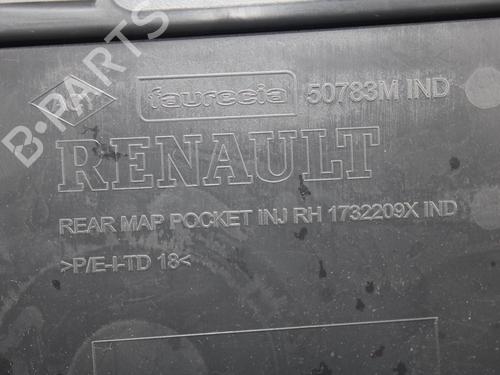 B-PARTS
faurecia 50783M IND
RENAULT
REAR MAP POCKET INJ RH 1732209X IND
>P/E-I-TD 18<